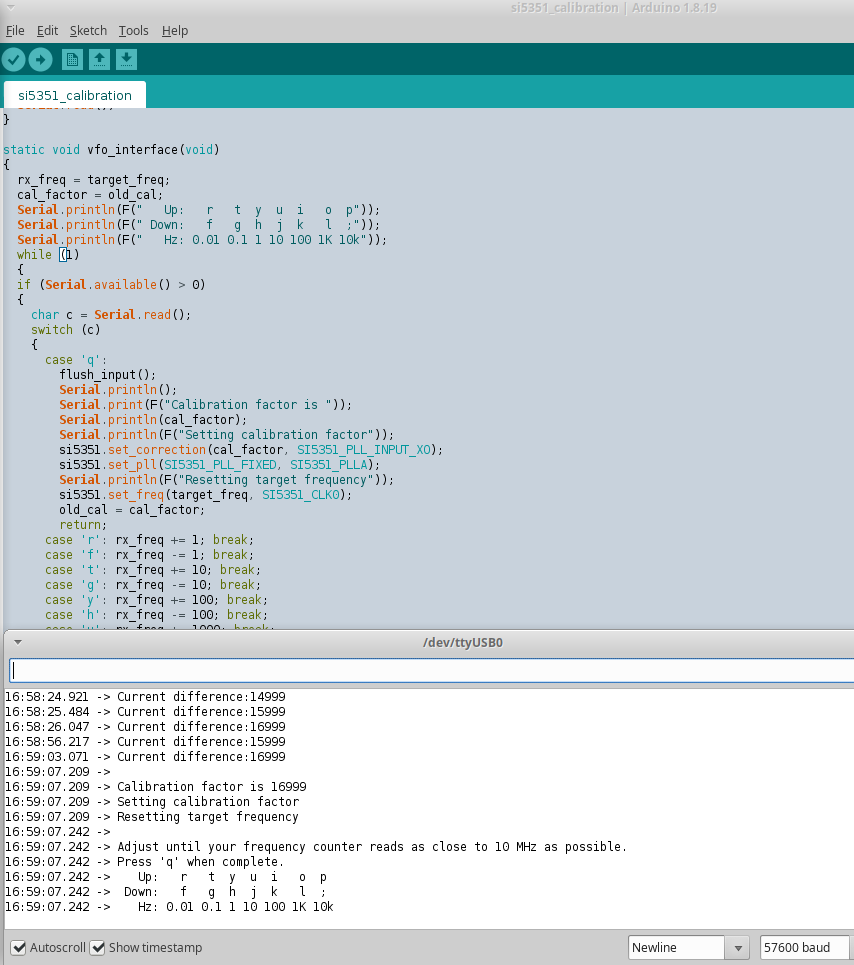 si5351_calibration | Arduino 1.8.19
File Edit Sketch Tools Help
si5351_calibration
}
static void vfo_interface(void)
{
  rx_freq = target_freq;
  cal_factor = old_cal;
  Serial.println(F("   Up:   r   t  y  u  i   o  p"));
  Serial.println(F(" Down:   f   g  h  j  k   l  ;"));
  Serial.println(F("   Hz: 0.01 0.1 1 10 100 1K 10k"));
  while (1)
  {
  if (Serial.available() > 0)
  {
    char c = Serial.read();
    switch (c)
    {
      case 'q':
        flush_input();
        Serial.println();
        Serial.print(F("Calibration factor is "));
        Serial.println(cal_factor);
        Serial.println(F("Setting calibration factor"));
        si5351.set_correction(cal_factor, SI5351_PLL_INPUT_XO);
        si5351.set_pll(SI5351_PLL_FIXED, SI5351_PLLA);
        Serial.println(F("Resetting target frequency"));
        si5351.set_freq(target_freq, SI5351_CLK0);
        old_cal = cal_factor;
        return;
      case 'r': rx_freq += 1; break;
      case 'f': rx_freq -= 1; break;
      case 't': rx_freq += 10; break;
      case 'g': rx_freq -= 10; break;
      case 'y': rx_freq += 100; break;
      case 'h': rx_freq -= 100; break;
/dev/ttyUSB0
16:58:24.921 -> Current difference:14999
16:58:25.484 -> Current difference:15999
16:58:26.047 -> Current difference:16999
16:58:56.217 -> Current difference:15999
16:59:03.071 -> Current difference:16999
16:59:07.209 ->
16:59:07.209 -> Calibration factor is 16999
16:59:07.209 -> Setting calibration factor
16:59:07.209 -> Resetting target frequency
16:59:07.242 ->
16:59:07.242 -> Adjust until your frequency counter reads as close to 10 MHz as possible.
16:59:07.242 -> Press 'q' when complete.
16:59:07.242 ->    Up:   r   t  y  u  i   o  p
16:59:07.242 ->  Down:   f   g  h  j  k   l  ;
16:59:07.242 ->    Hz: 0.01 0.1 1 10 100 1K 10k
Autoscroll Show timestamp Newline 57600 baud